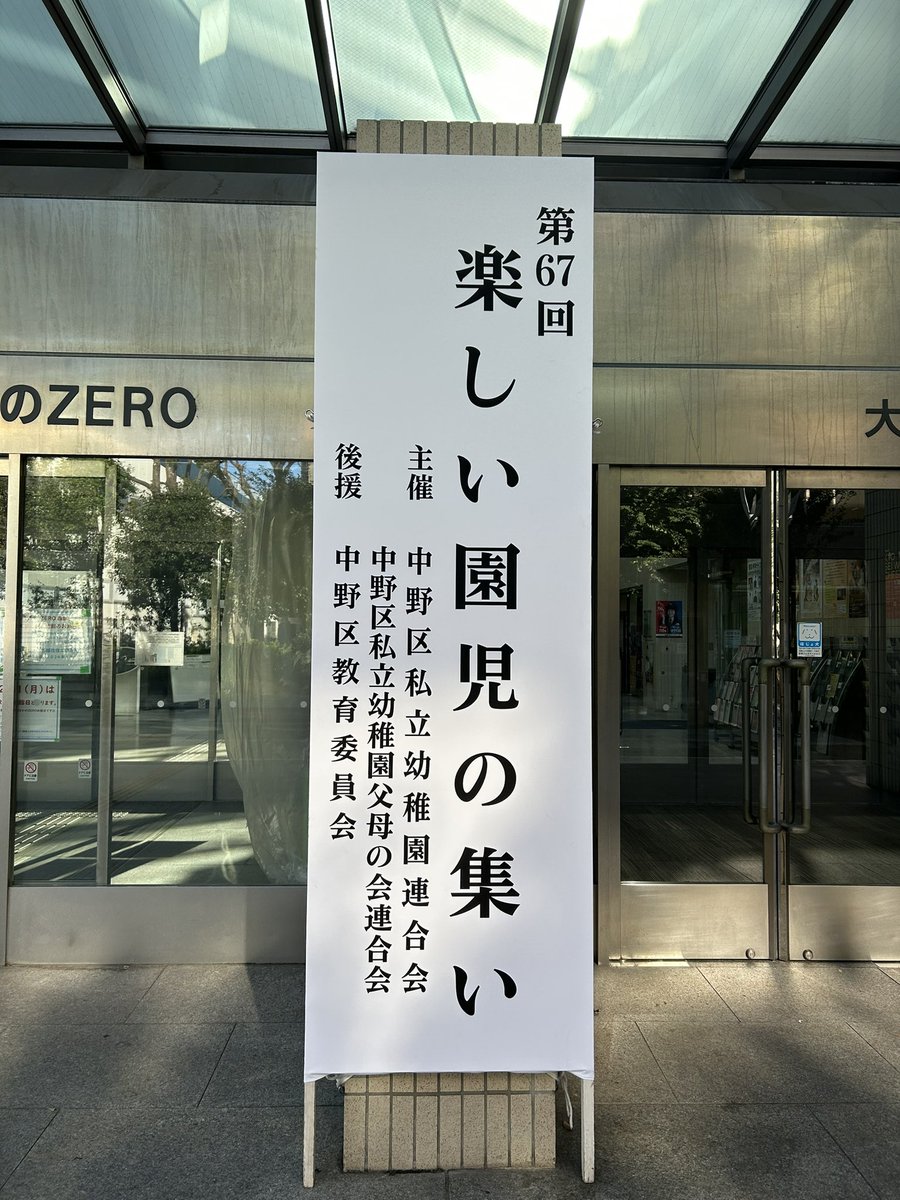 第67回
楽しい園児の集い
主催 中野区私立幼稚園連合会
中野区私立幼稚園父母の会連合会
後援 中野区教育委員会
のZERO
大